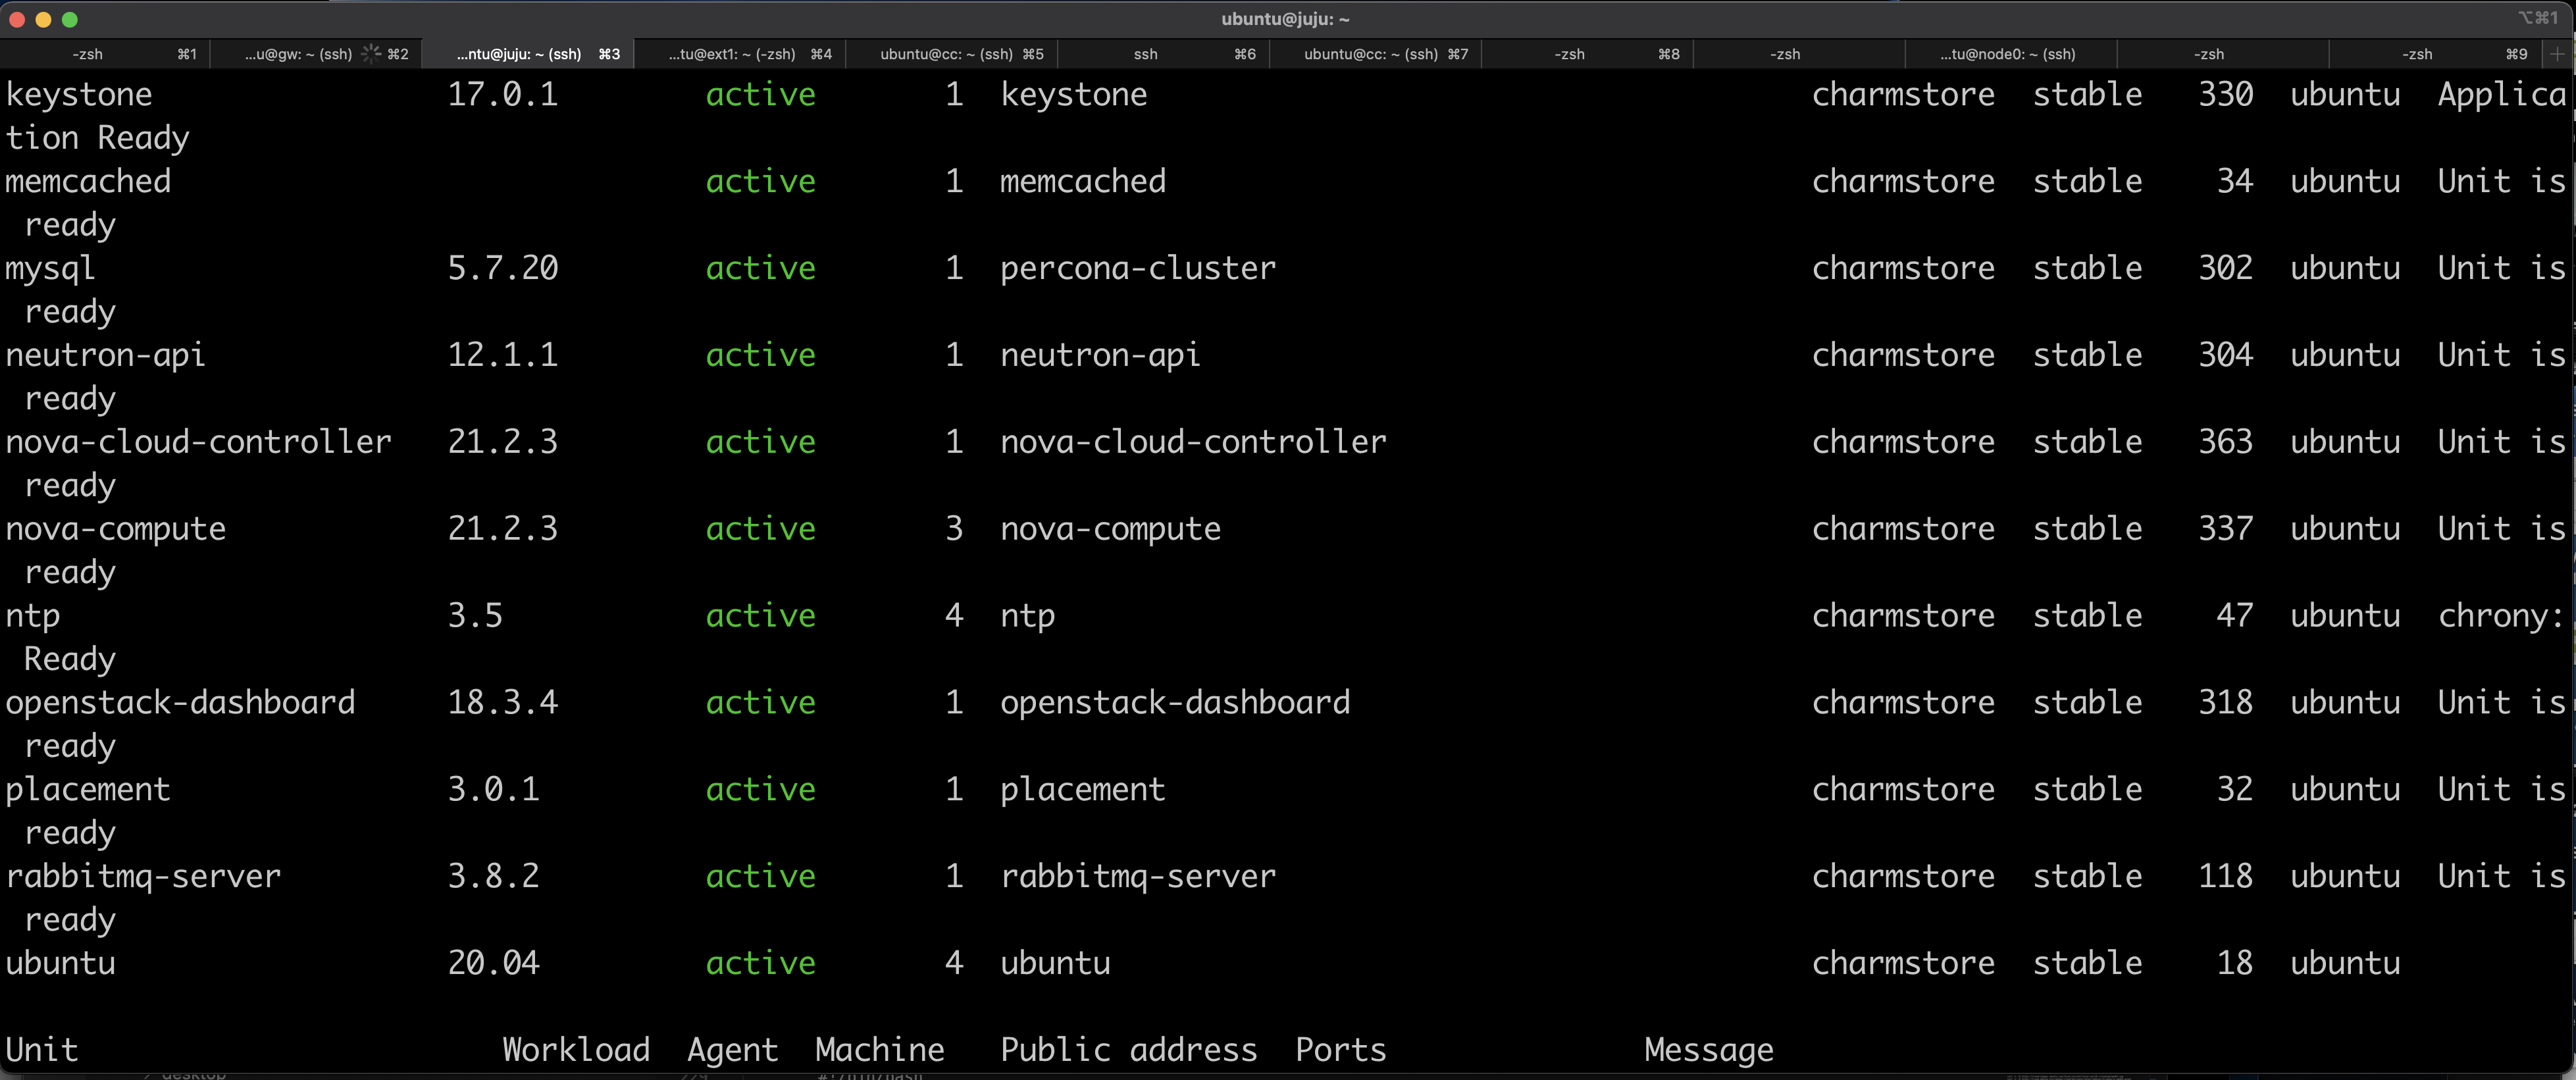 ubuntu@juju: ~ ⌥⌘1
-zsh ⌘1 ...u@gw: ~ (ssh) ⌘2 ...ntu@juju: ~ (ssh) ⌘3 ...tu@ext1: ~ (-zsh) ⌘4 ubuntu@cc: ~ (ssh) ⌘5 ssh ⌘6 ubuntu@cc: ~ (ssh) ⌘7 -zsh ⌘8 -zsh ...tu@node0: ~ (ssh) -zsh -zsh ⌘9
keystone 17.0.1 active 1 keystone charmstore stable 330 ubuntu Applica
tion Ready
memcached active 1 memcached charmstore stable 34 ubuntu Unit is
ready
mysql 5.7.20 active 1 percona-cluster charmstore stable 302 ubuntu Unit is
ready
neutron-api 12.1.1 active 1 neutron-api charmstore stable 304 ubuntu Unit is
ready
nova-cloud-controller 21.2.3 active 1 nova-cloud-controller charmstore stable 363 ubuntu Unit is
ready
nova-compute 21.2.3 active 3 nova-compute charmstore stable 337 ubuntu Unit is
ready
ntp 3.5 active 4 ntp charmstore stable 47 ubuntu chrony:
Ready
openstack-dashboard 18.3.4 active 1 openstack-dashboard charmstore stable 318 ubuntu Unit is
ready
placement 3.0.1 active 1 placement charmstore stable 32 ubuntu Unit is
ready
rabbitmq-server 3.8.2 active 1 rabbitmq-server charmstore stable 118 ubuntu Unit is
ready
ubuntu 20.04 active 4 ubuntu charmstore stable 18 ubuntu
Unit Workload Agent Machine Public address Ports Message